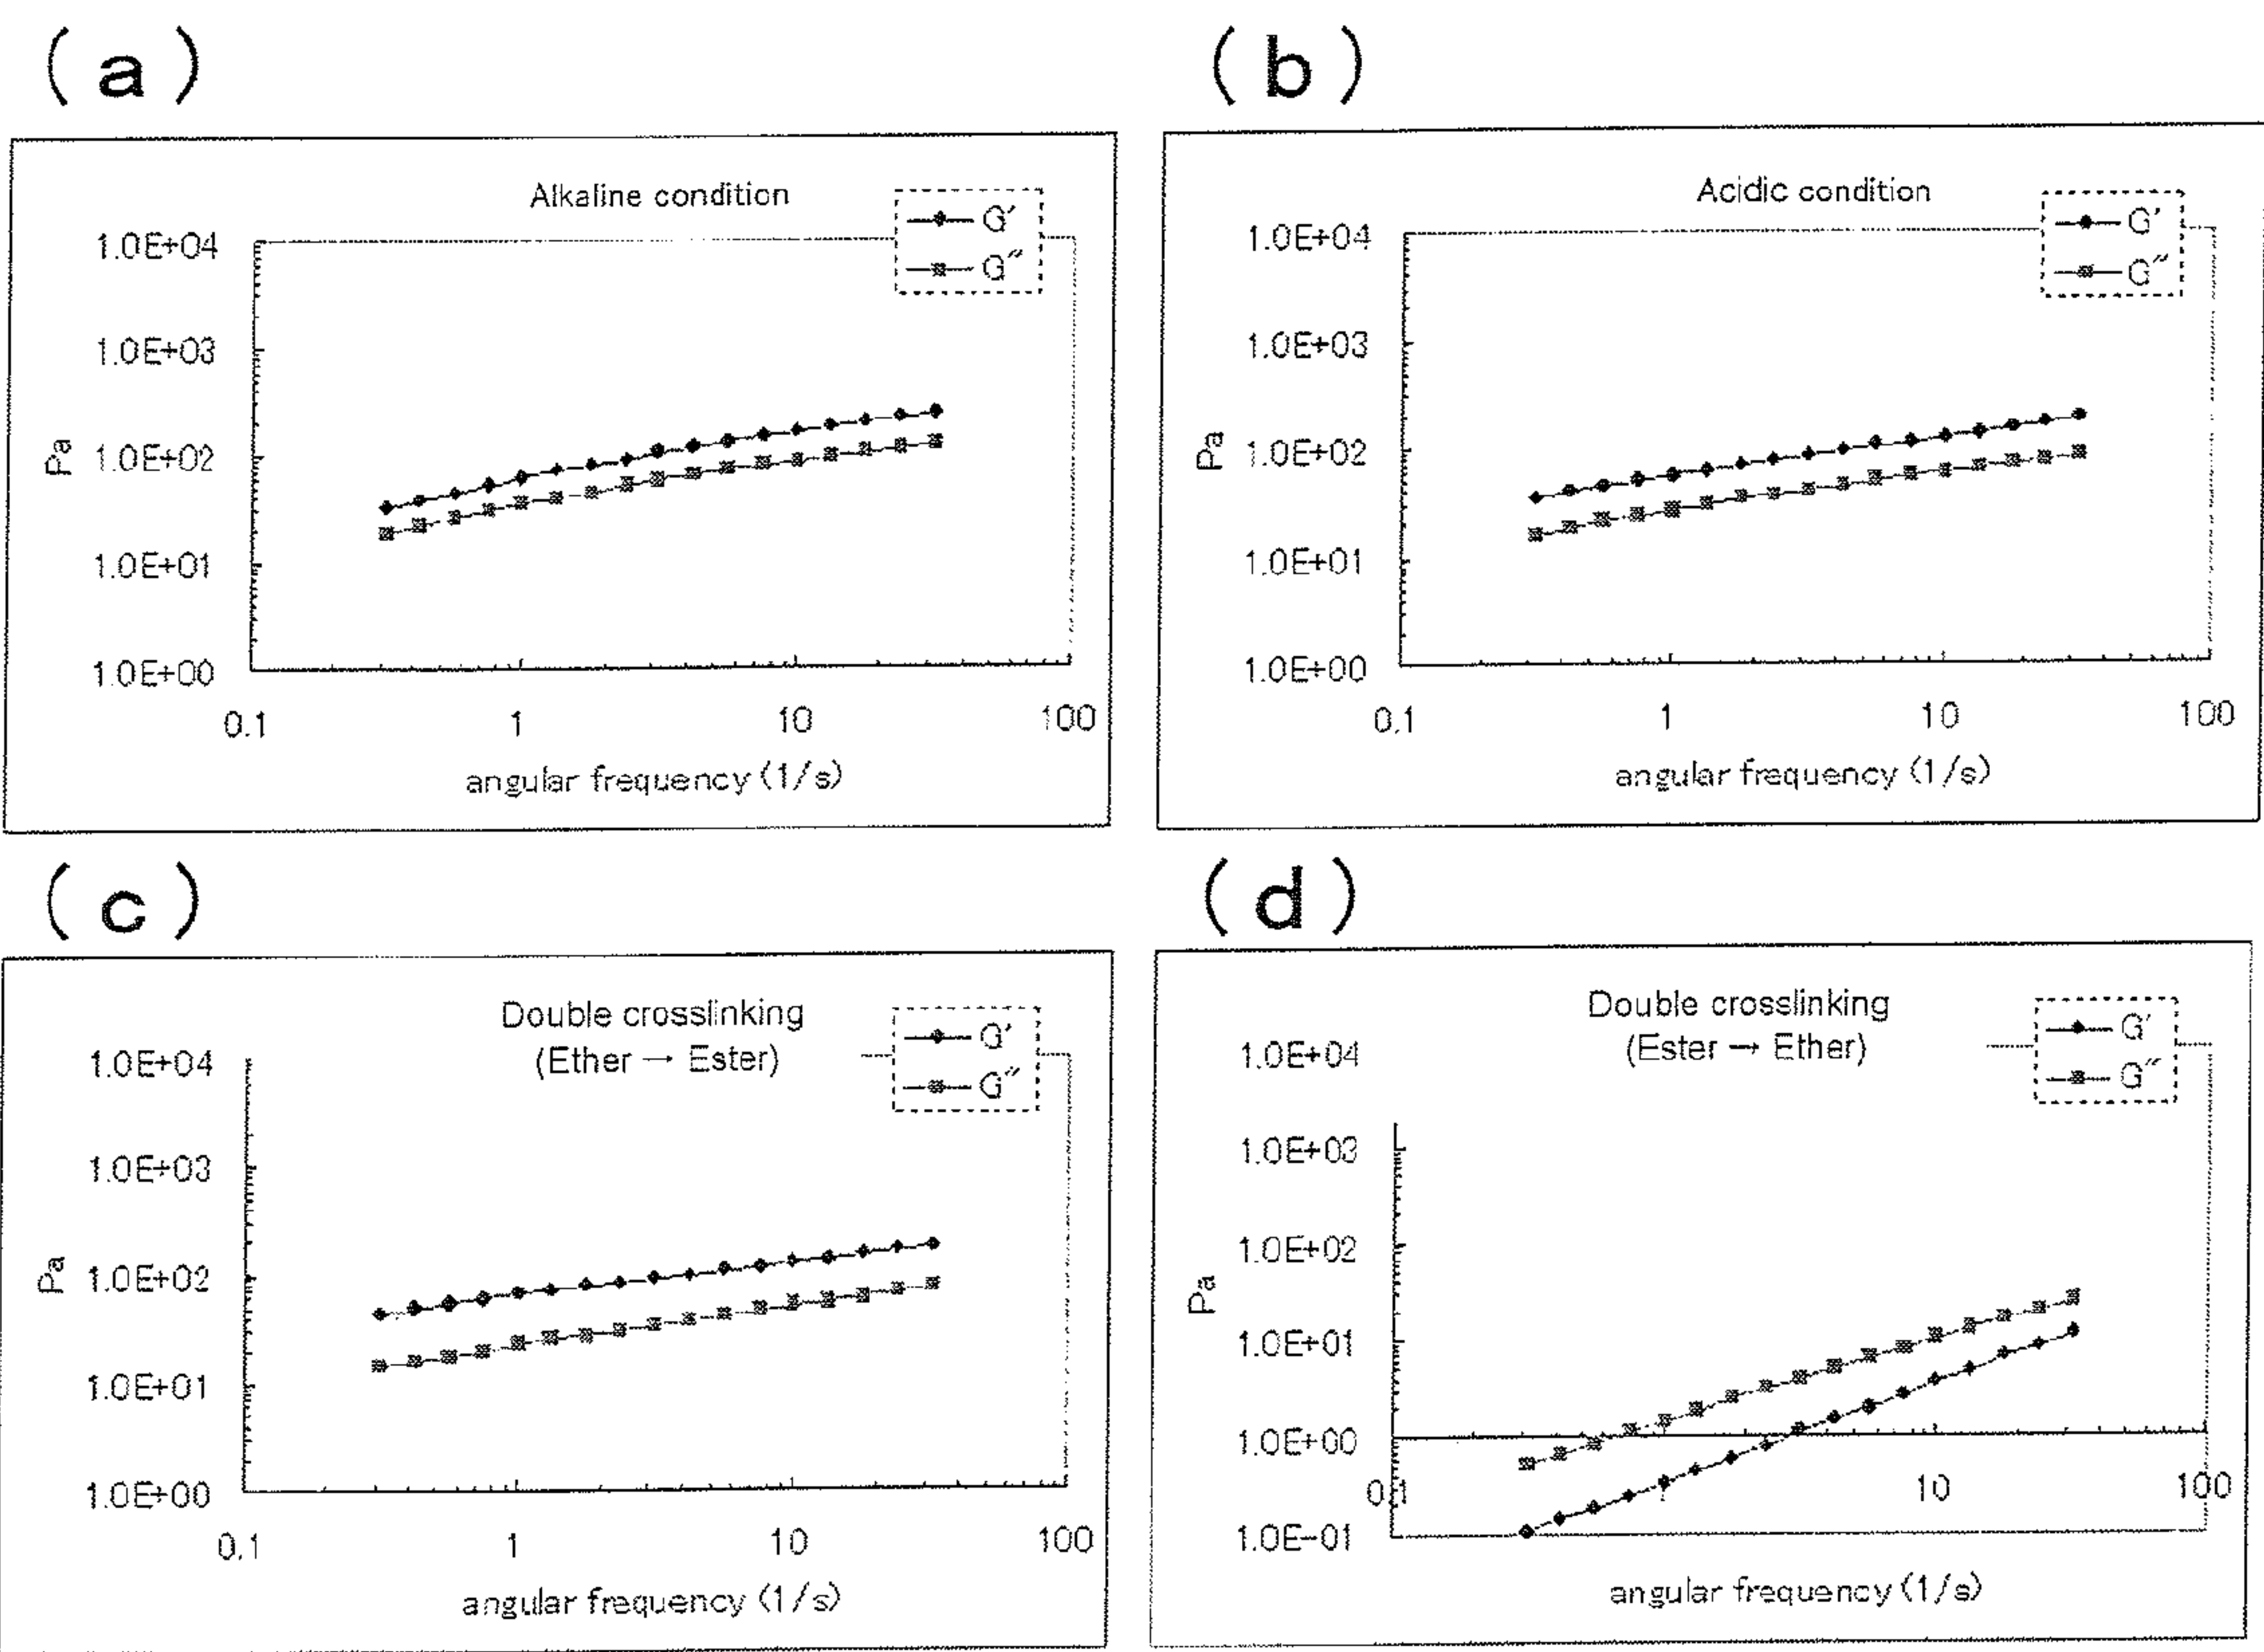 (a)
Alkaline condition
G′
G″
1.0E+04
1.0E+03
1.0E+02
1.0E+01
1.0E+00
Pa
0.1 1 10 100
angular frequency (1/s)
(b)
Acidic condition
G′
G″
1.0E+04
1.0E+03
1.0E+02
1.0E+01
1.0E+00
Pa
0.1 1 10 100
angular frequency (1/s)
(c)
Double crosslinking
(Ether → Ester)
G′
G″
1.0E+04
1.0E+03
1.0E+02
1.0E+01
1.0E+00
Pa
0.1 1 10 100
angular frequency (1/s)
(d)
Double crosslinking
(Ester → Ether)
G′
G″
1.0E+04
1.0E+03
1.0E+02
1.0E+01
1.0E+00
1.0E-01
Pa
0.1 10 100
angular frequency (1/s)